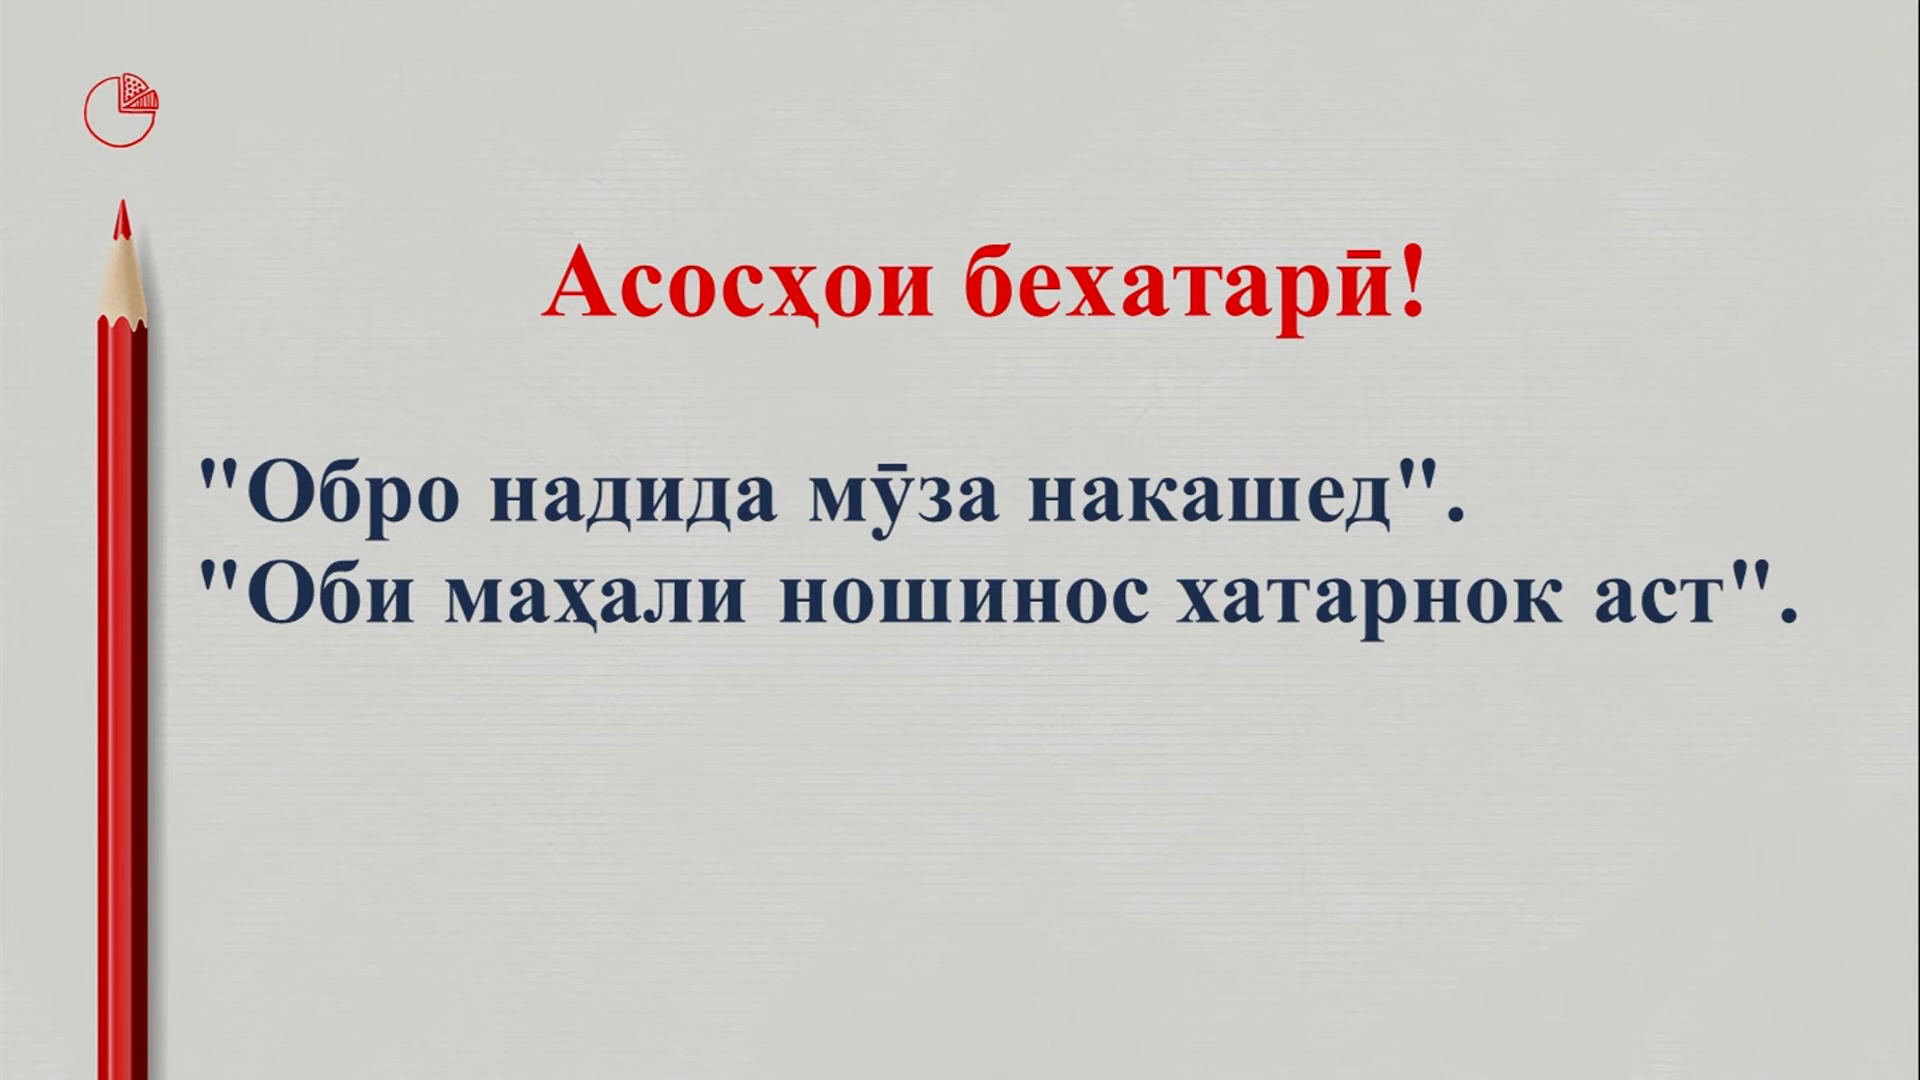 Асосҳои бехатарӣ!
"Обро надида мӯза накашед".
"Оби маҳали ношинос хатарнок аст".